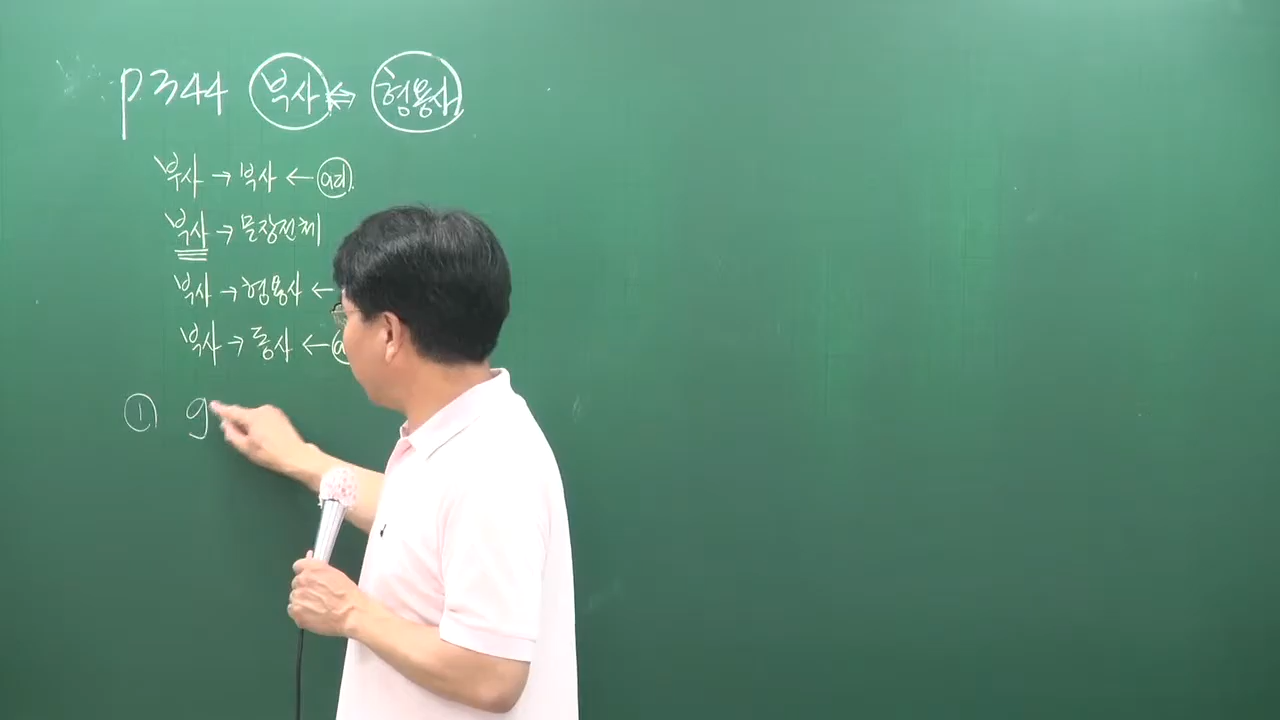 p344 부사 ⇔ 형용사
부사 → 부사 ← ad.
부사 → 문장전체
부사 → 형용사 ←
부사 → 동사 ← a
① g